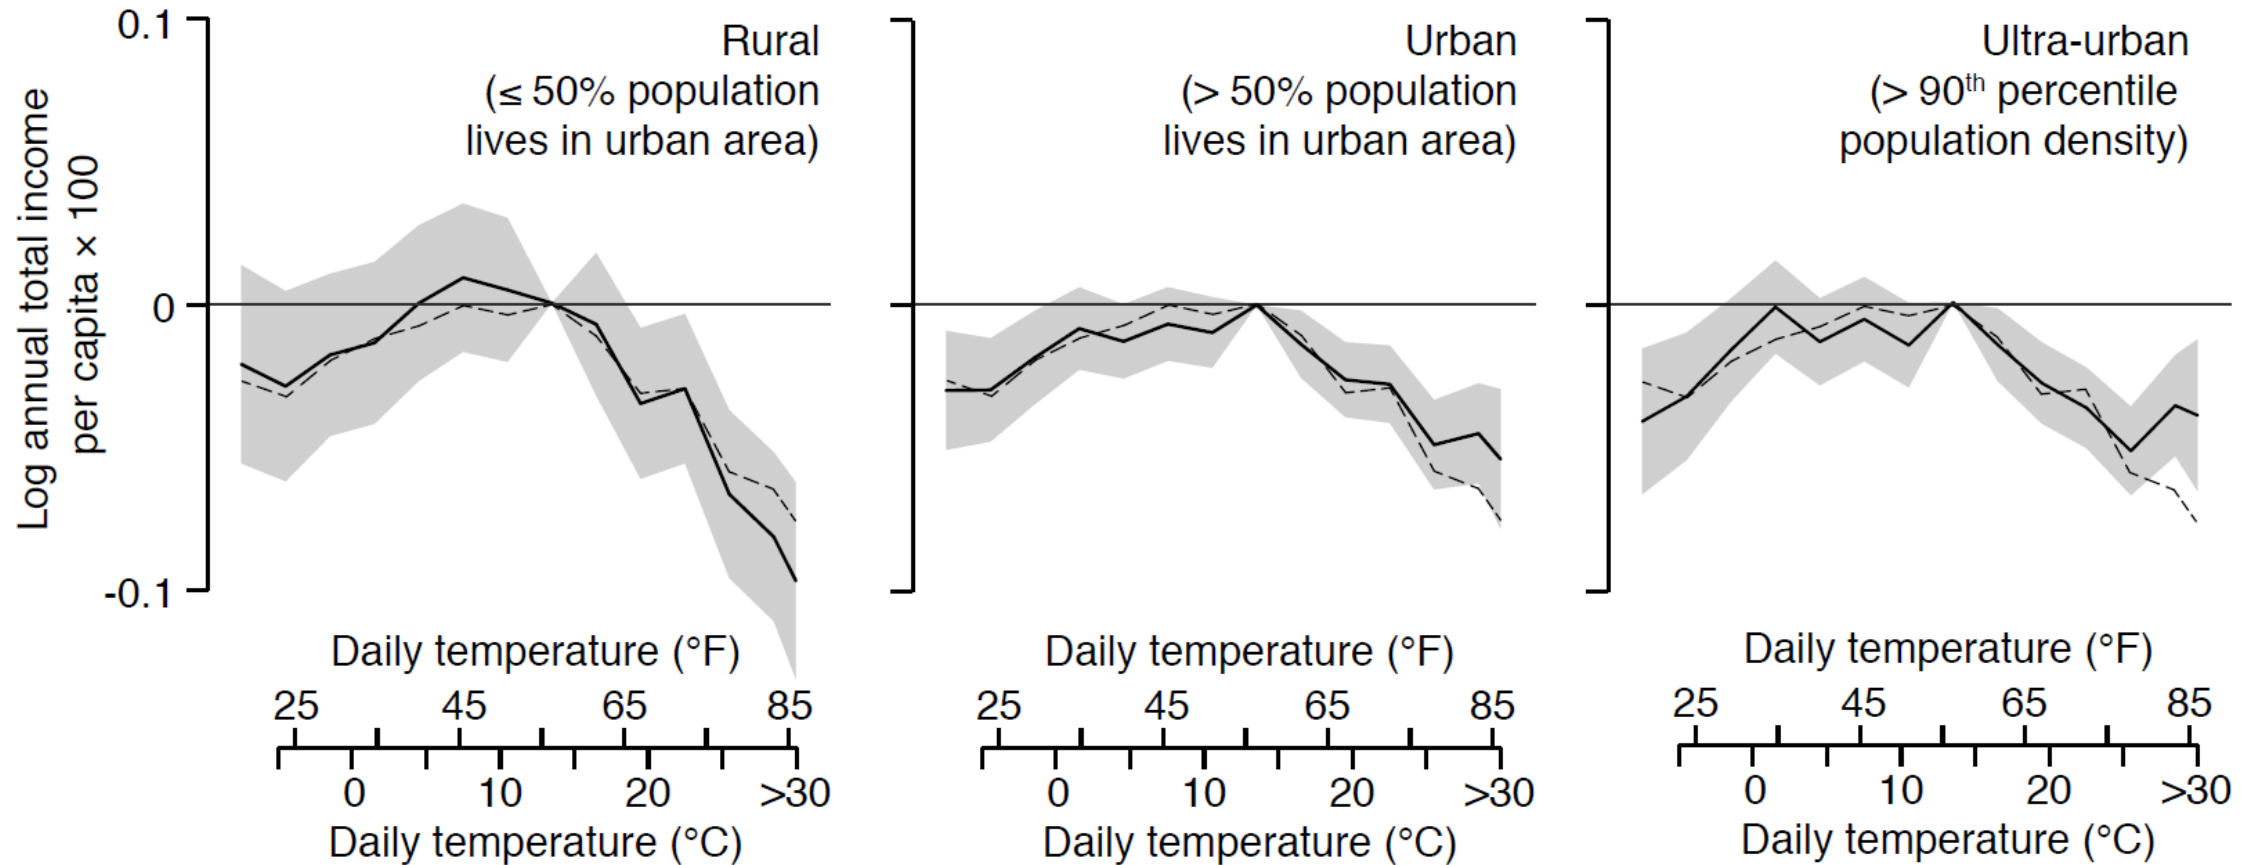 Log annual total income
per capita × 100
0.1
0
-0.1
Rural
(≤ 50% population
lives in urban area)
Daily temperature (°F)
25 45 65 85
0 10 20 >30
Daily temperature (°C)
Urban
(> 50% population
lives in urban area)
Daily temperature (°F)
25 45 65 85
0 10 20 >30
Daily temperature (°C)
Ultra-urban
(> 90th percentile
population density)
Daily temperature (°F)
25 45 65 85
0 10 20 >30
Daily temperature (°C)